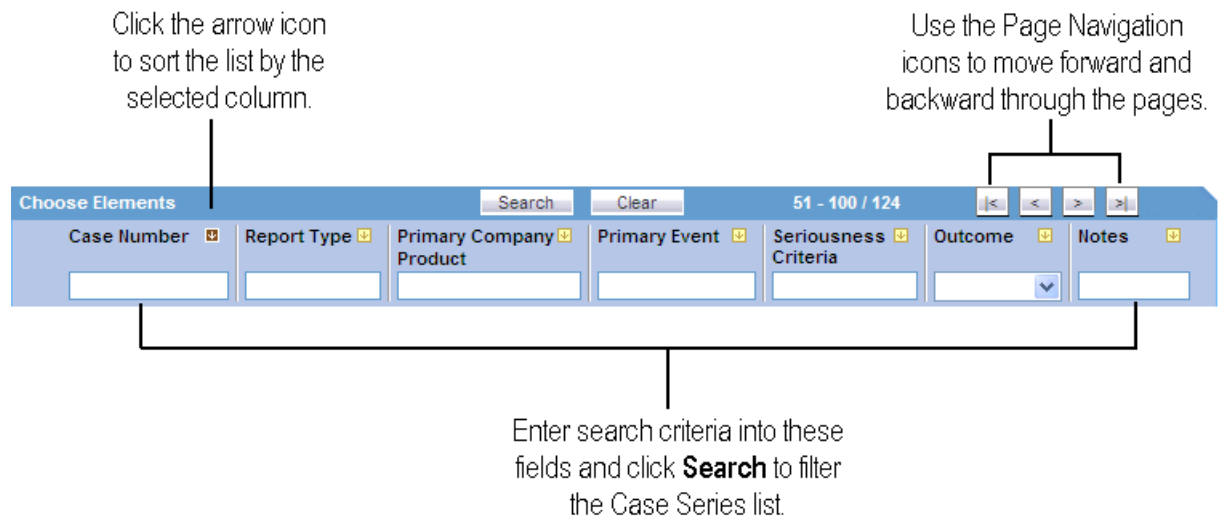 Click the arrow icon
to sort the list by the
selected column.
Use the Page Navigation
icons to move forward and
backward through the pages.
Choose Elements
Search
Clear
51 - 100 / 124
|<
<
>
>|
Case Number
Report Type
Primary Company
Product
Primary Event
Seriousness
Criteria
Outcome
Notes
Enter search criteria into these
fields and click Search to filter
the Case Series list.